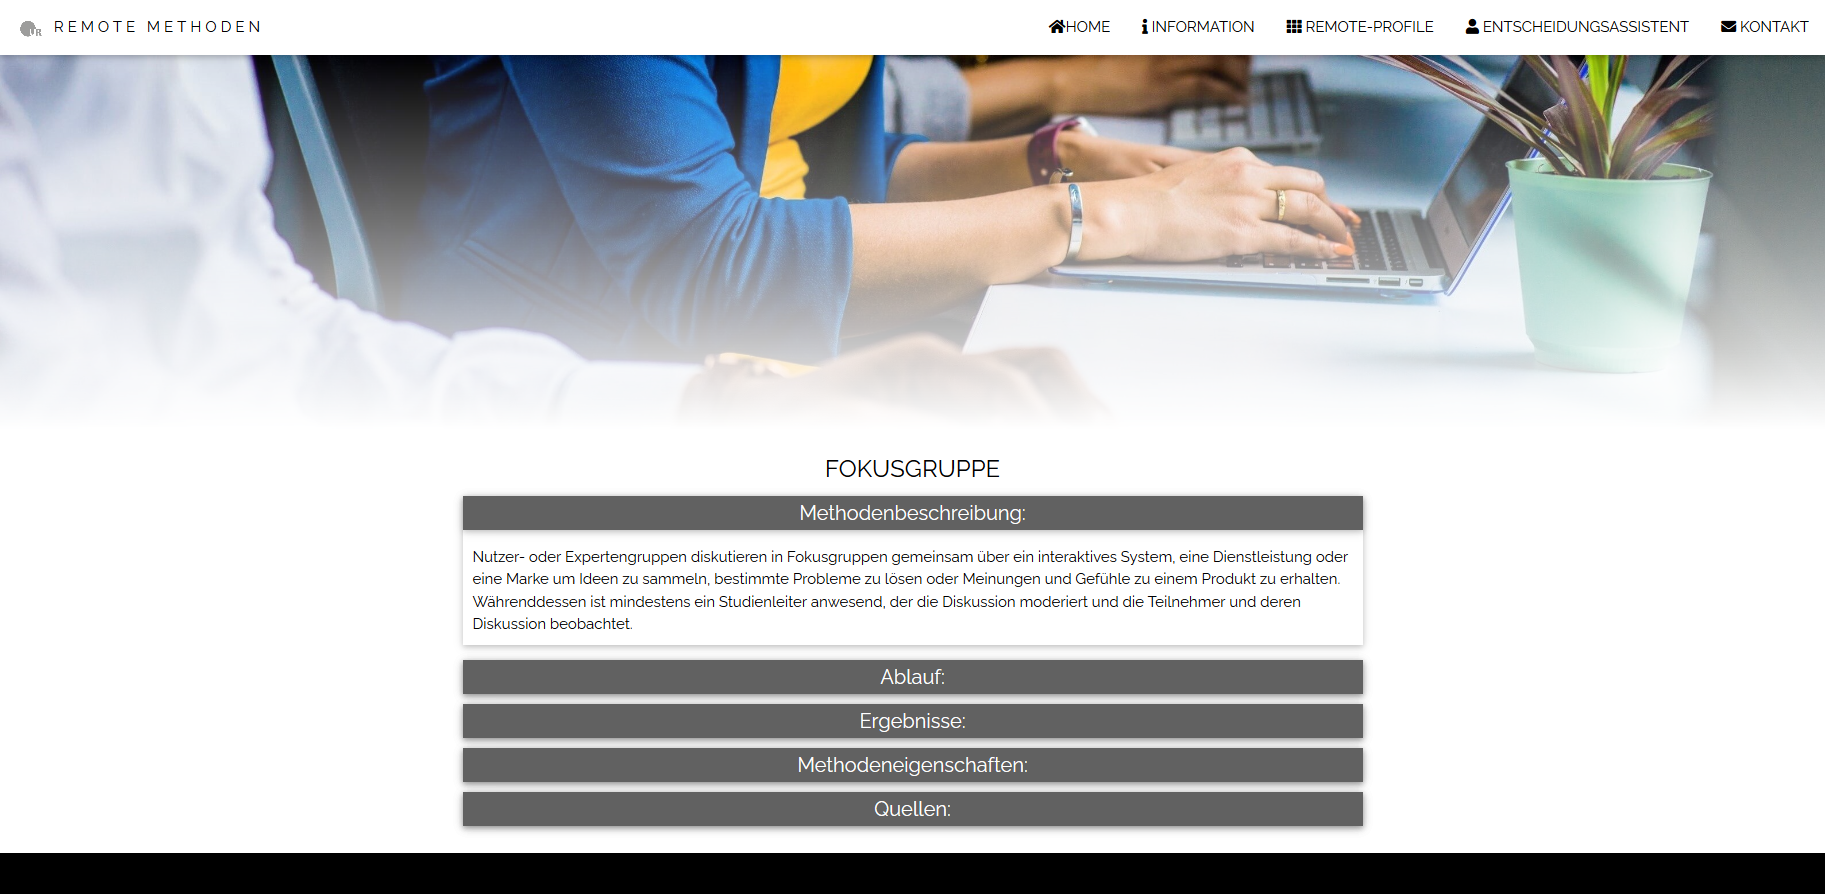 REMOTE METHODEN
HOME
INFORMATION
REMOTE-PROFILE
ENTSCHEIDUNGSASSISTENT
KONTAKT
FOKUSGRUPPE
Methodenbeschreibung:
Nutzer- oder Expertengruppen diskutieren in Fokusgruppen gemeinsam über ein interaktives System, eine Dienstleistung oder
eine Marke um Ideen zu sammeln, bestimmte Probleme zu lösen oder Meinungen und Gefühle zu einem Produkt zu erhalten.
Währenddessen ist mindestens ein Studienleiter anwesend, der die Diskussion moderiert und die Teilnehmer und deren
Diskussion beobachtet.
Ablauf:
Ergebnisse:
Methodeneigenschaften:
Quellen: